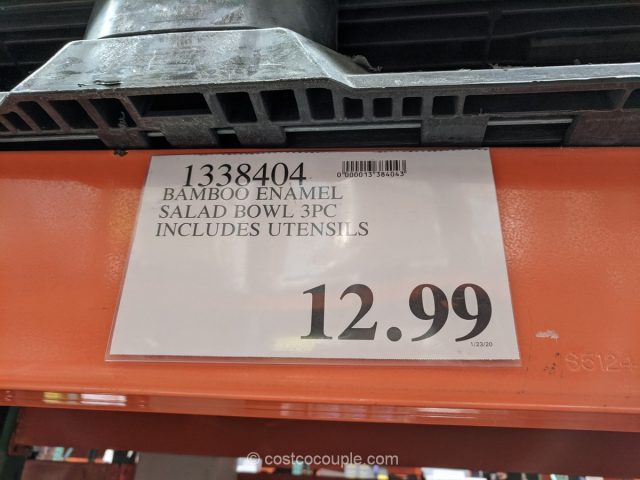 1338404
0 000013 384043
BAMBOO ENAMEL
SALAD BOWL 3PC
INCLUDES UTENSILS
12.99
1/23/20
S5124
© costcocouple.com